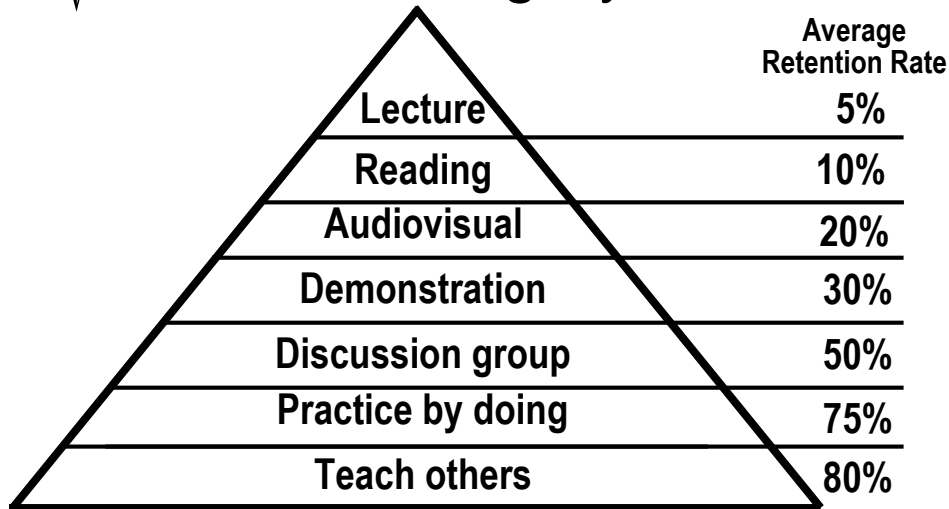 Average
Retention Rate
Lecture 5%
Reading 10%
Audiovisual 20%
Demonstration 30%
Discussion group 50%
Practice by doing 75%
Teach others 80%